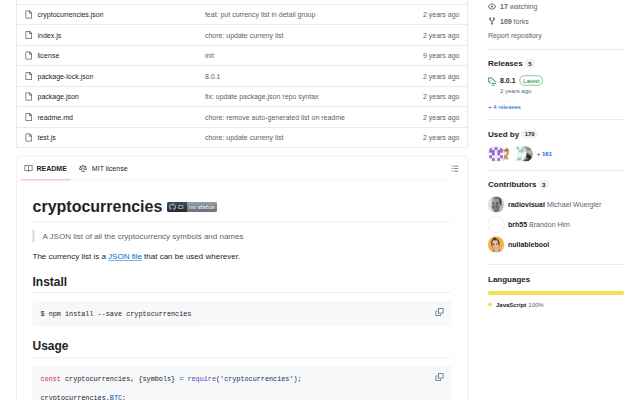 cryptocurrencies.json feat: put currency list in detail group 2 years ago
index.js chore: update curreny list 2 years ago
license init 9 years ago
package-lock.json 8.0.1 2 years ago
package.json fix: update package.json repo syntax 2 years ago
readme.md chore: remove auto-generated list on readme 2 years ago
test.js chore: update curreny list 2 years ago
README MIT license
cryptocurrencies CI no status
A JSON list of all the cryptocurrency symbols and names
The currency list is a JSON file that can be used wherever.
Install
$ npm install --save cryptocurrencies
Usage
const cryptocurrencies, {symbols} = require('cryptocurrencies');
cryptocurrencies.BTC;
17 watching
109 forks
Report repository
Releases 5
8.0.1 Latest
2 years ago
+ 4 releases
Used by 170
+ 161
Contributors 3
radiovisual Michael Wuergler
brh55 Brandon Him
nullablebool
Languages
JavaScript 100%